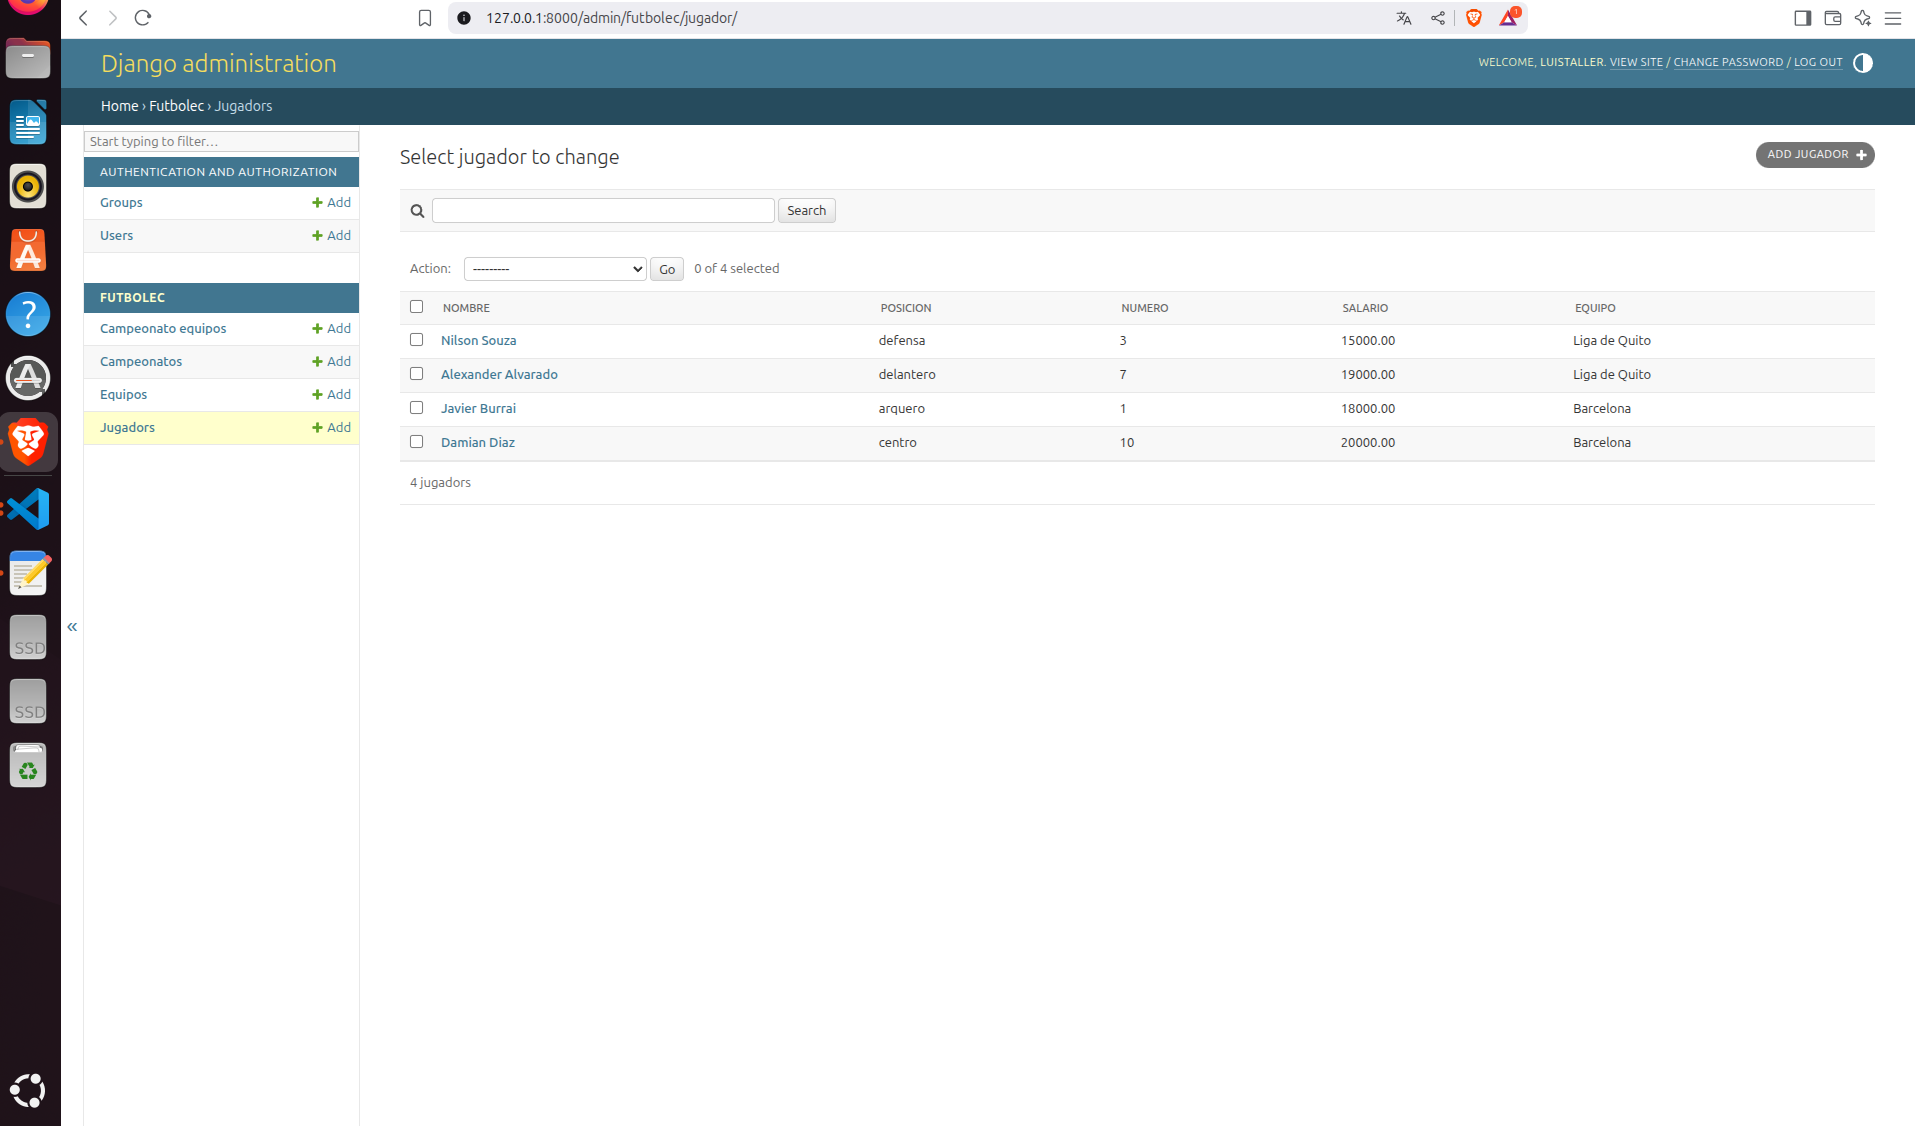 127.0.0.1:8000/admin/futbolec/jugador/
1
Django administration
WELCOME, LUISTALLER. VIEW SITE / CHANGE PASSWORD / LOG OUT
Home › Futbolec › Jugadors
Start typing to filter…
AUTHENTICATION AND AUTHORIZATION
Groups + Add
Users + Add
FUTBOLEC
Campeonato equipos + Add
Campeonatos + Add
Equipos + Add
Jugadors + Add
«
Select jugador to change
ADD JUGADOR +
Search
Action: --------- Go 0 of 4 selected
NOMBRE POSICION NUMERO SALARIO EQUIPO
Nilson Souza defensa 3 15000.00 Liga de Quito
Alexander Alvarado delantero 7 19000.00 Liga de Quito
Javier Burrai arquero 1 18000.00 Barcelona
Damian Diaz centro 10 20000.00 Barcelona
4 jugadors
SSD
SSD